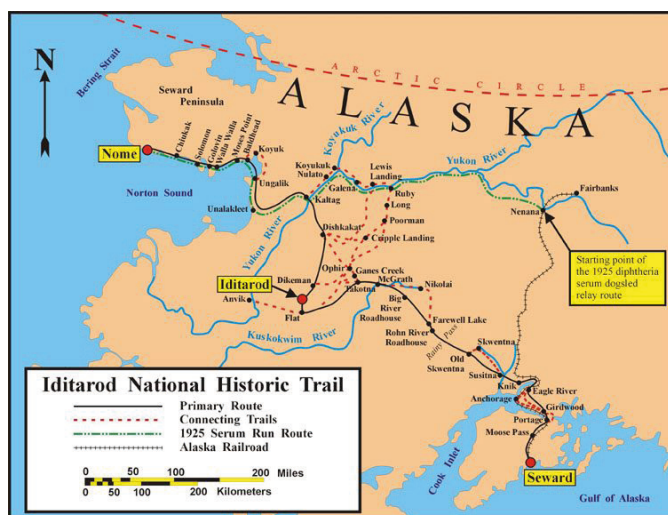 ARCTIC CIRCLE
N
ALASKA
Bering Strait
Seward
Peninsula
Nome
Norton Sound
Chiukak
Solomon
Golovin
Walla Walla
Moses Point
Baldhead
Koyuk
Ungalik
Unalakleet
Koyukuk River
Koyukuk
Nulato
Galena
Lewis
Landing
Ruby
Kaltag
Long
Poorman
Yukon River
Fairbanks
Nenana
Starting point of
the 1925 diphtheria
serum dogsled
relay route
Yukon River
Dishkakat
Cripple Landing
Iditarod
Dikeman
Ophir
Ganes Creek
Takotna
McGrath
Nikolai
Anvik
Flat
Big
River
Roadhouse
Kuskokwim River
Farewell Lake
Rohn River
Roadhouse
Rainy Pass
Skwentna
Old
Skwentna
Susitna
Knik
Eagle River
Anchorage
Girdwood
Portage
Moose Pass
Cook Inlet
Seward
Gulf of Alaska
Iditarod National Historic Trail
Primary Route
Connecting Trails
1925 Serum Run Route
Alaska Railroad
0 50 100 200 Miles
0 50 100 200 Kilometers